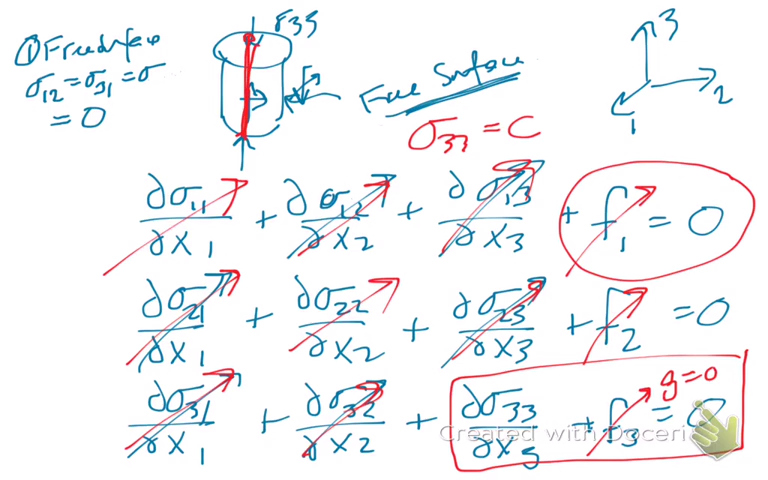 ① Free surface
σ12 = σ31 = σ
= 0
σ33
Free Surface
σ33 = C
3
2
1
∂σ11/∂x1 + ∂σ12/∂x2 + ∂σ13/∂x3 + f1 = 0
∂σ21/∂x1 + ∂σ22/∂x2 + ∂σ23/∂x3 + f2 = 0
g=0
∂σ31/∂x1 + ∂σ32/∂x2 + ∂σ33/∂x3 + f3 = 0
Created with Doceri